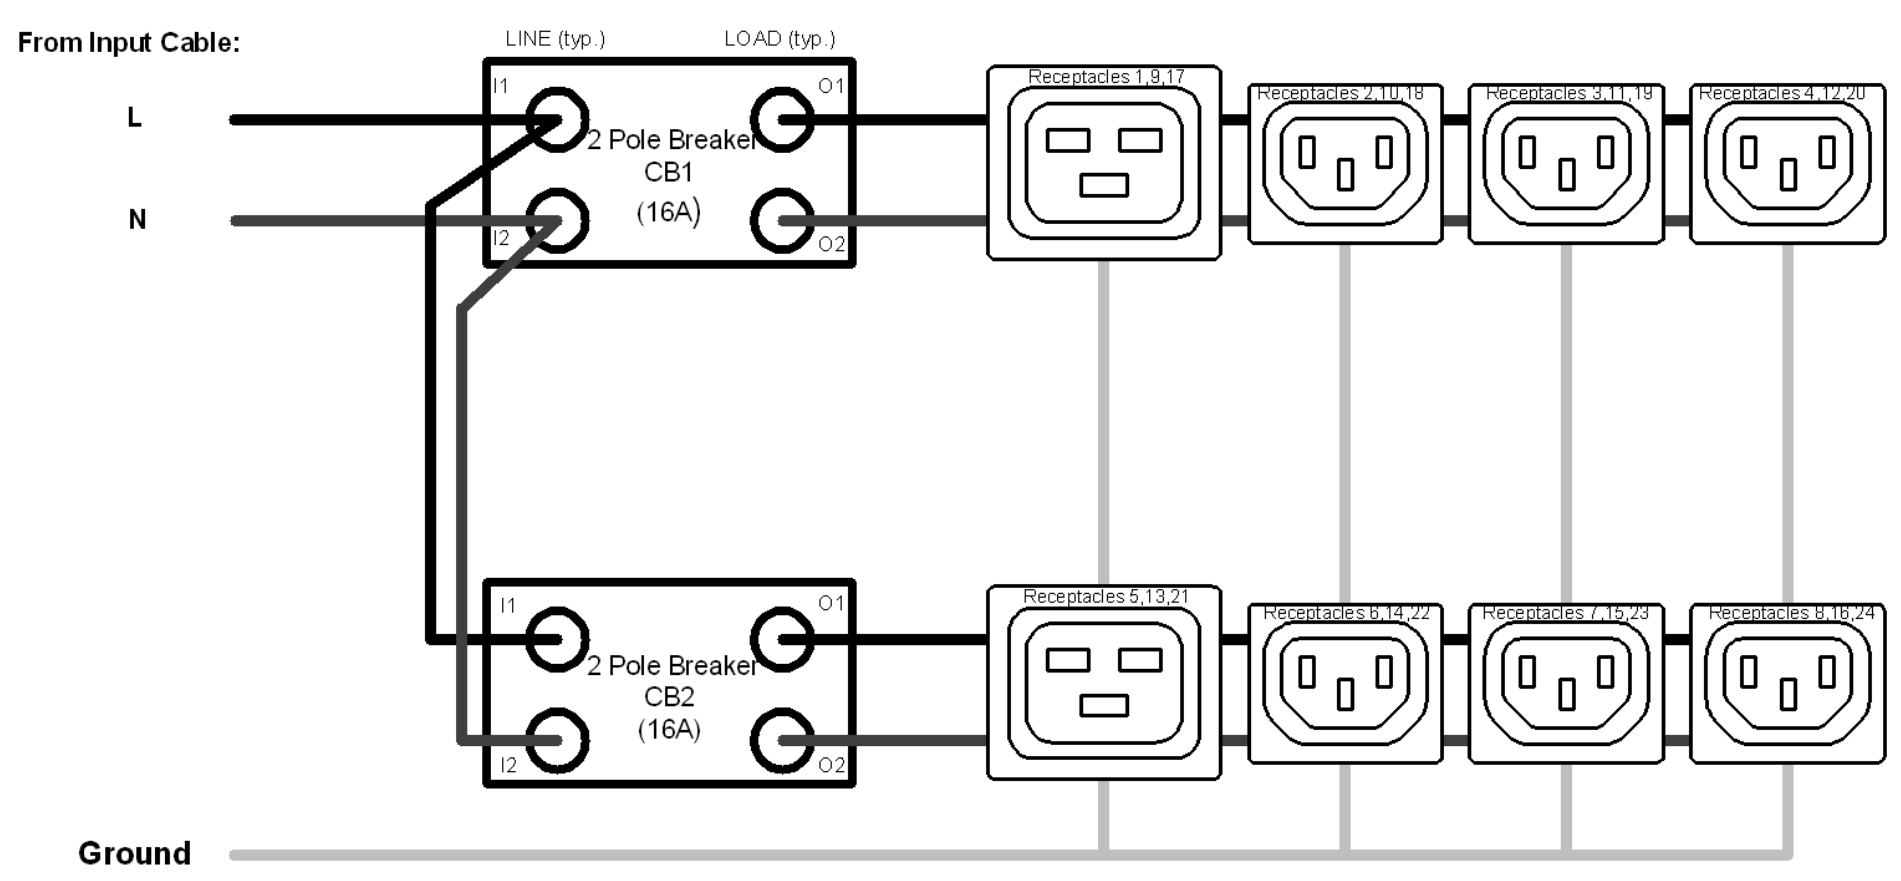 From Input Cable:
LINE (typ.)
LOAD (typ.)
L
N
I1
O1
2 Pole Breaker
CB1
(16A)
I2
O2
Receptacles 1,9,17
Receptacles 2,10,18
Receptacles 3,11,19
Receptacles 4,12,20
I1
O1
2 Pole Breaker
CB2
(16A)
I2
O2
Receptacles 5,13,21
Receptacles 6,14,22
Receptacles 7,15,23
Receptacles 8,16,24
Ground